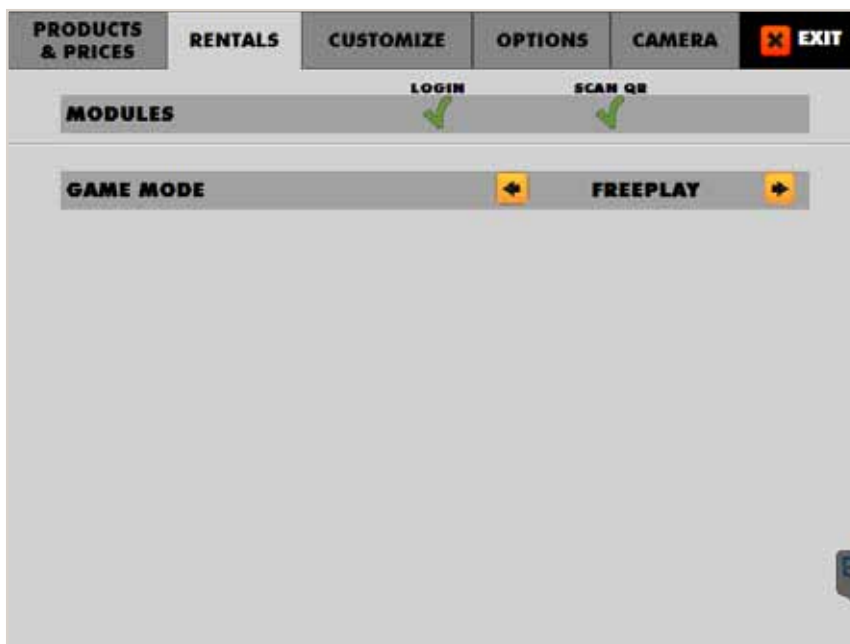 PRODUCTS
& PRICES
RENTALS
CUSTOMIZE
OPTIONS
CAMERA
EXIT
LOGIN
SCAN QR
MODULES
GAME MODE
FREEPLAY